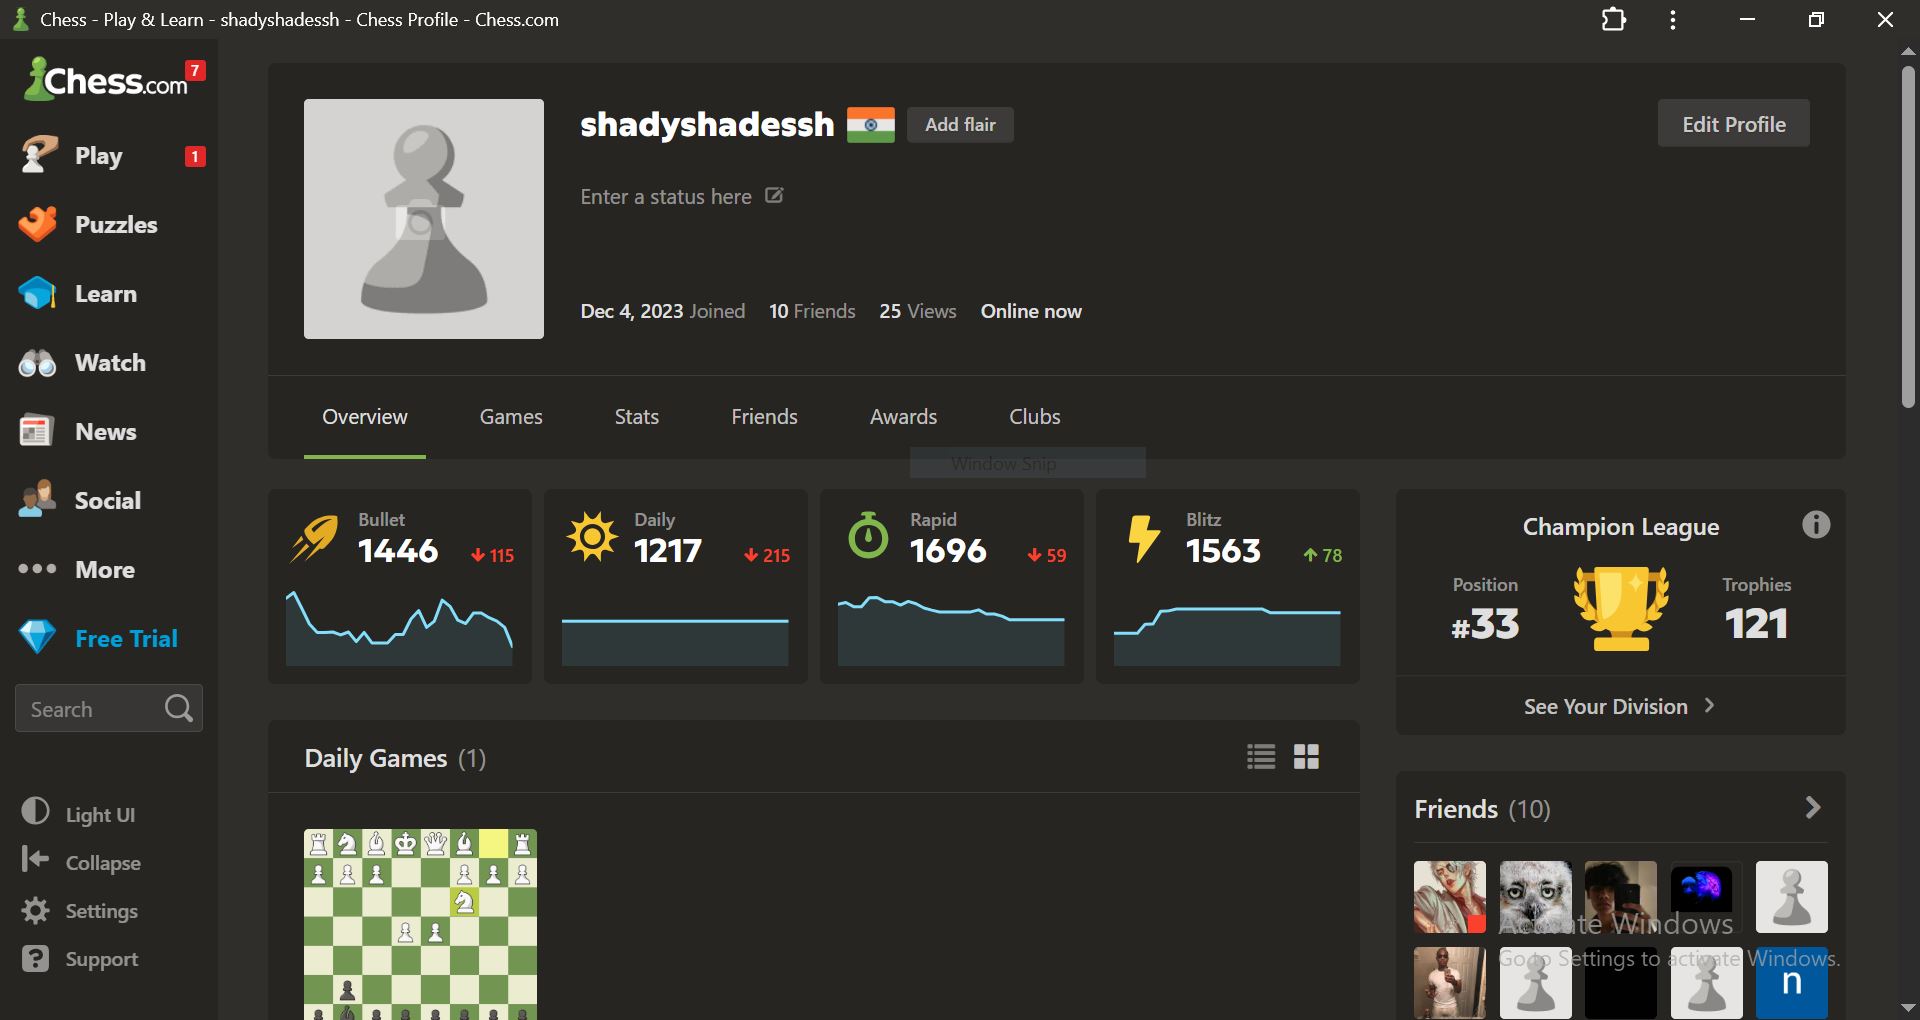 Chess - Play & Learn - shadyshadessh - Chess Profile - Chess.com
Chess.com
7
Play
1
Puzzles
Learn
Watch
News
Social
More
Free Trial
Search
Light UI
Collapse
Settings
Support
shadyshadessh
Add flair
Edit Profile
Enter a status here
Dec 4, 2023 Joined 10 Friends 25 Views Online now
Overview Games Stats Friends Awards Clubs
Window Snip
Bullet
1446
115
Daily
1217
215
Rapid
1696
59
Blitz
1563
78
Champion League
Position
#33
Trophies
121
See Your Division
Daily Games (1)
Friends (10)
n
Activate Windows
Go to Settings to activate Windows.